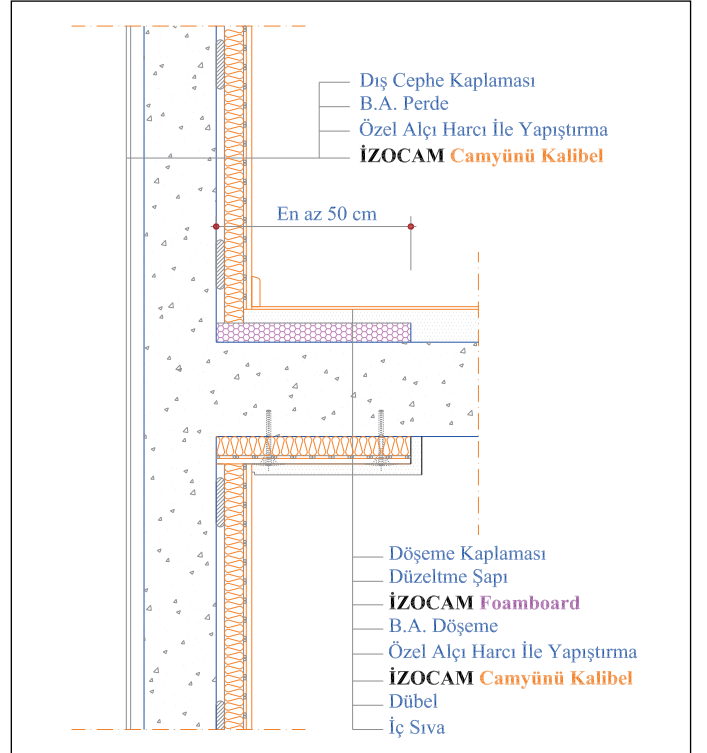 Dış Cephe Kaplaması
B.A. Perde
Özel Alçı Harcı İle Yapıştırma
İZOCAM Camyünü Kalibel
En az 50 cm
Döşeme Kaplaması
Düzeltme Şapı
İZOCAM Foamboard
B.A. Döşeme
Özel Alçı Harcı İle Yapıştırma
İZOCAM Camyünü Kalibel
Dübel
İç Sıva